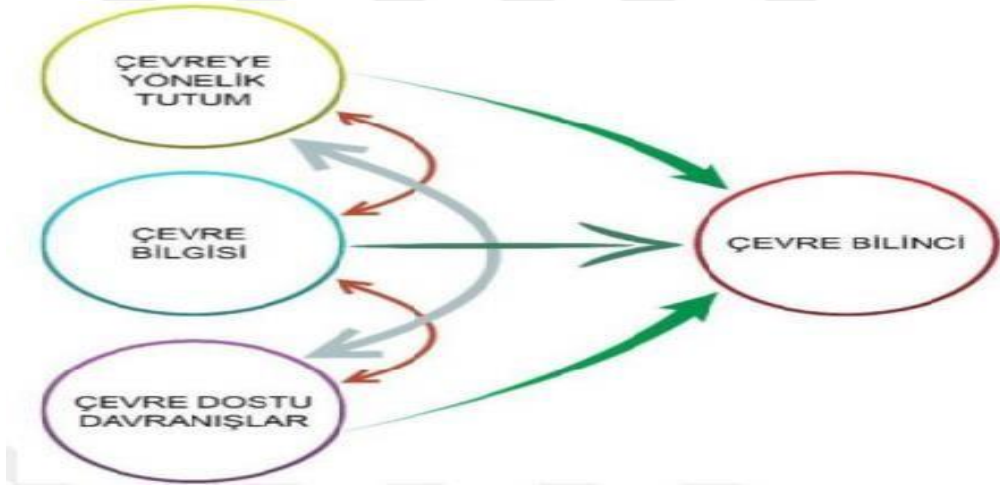 ÇEVREYE
YÖNELİK
TUTUM
ÇEVRE
BİLGİSİ
ÇEVRE BİLİNCİ
ÇEVRE DOSTU
DAVRANIŞLAR